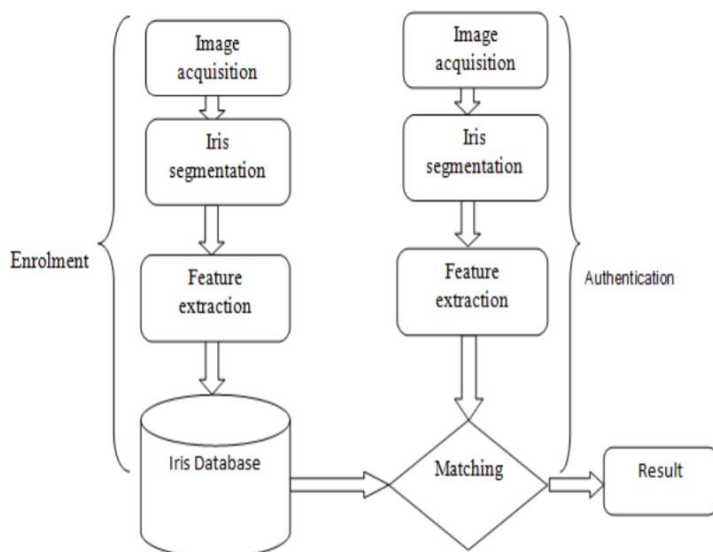 Image
acquisition
Iris
segmentation
Enrolment
Feature
extraction
Iris Database
Image
acquisition
Iris
segmentation
Feature
extraction
Authentication
Matching
Result